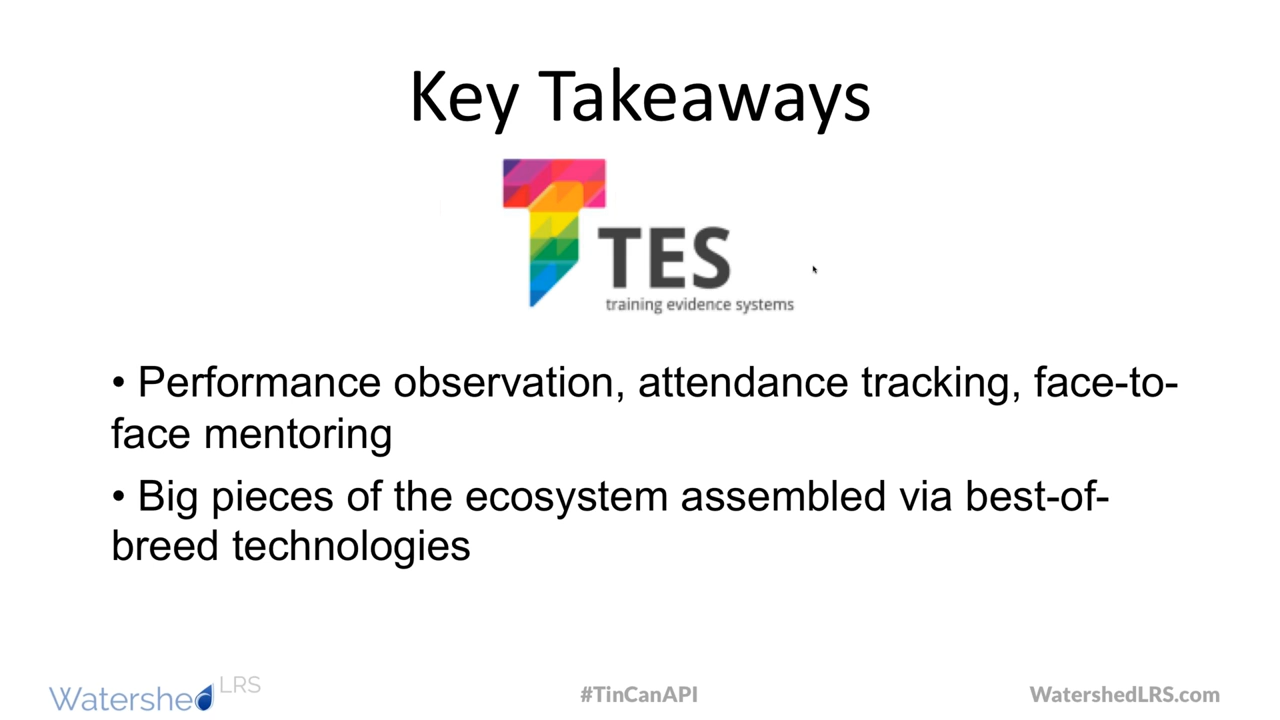 Key Takeaways
TES
training evidence systems
• Performance observation, attendance tracking, face-to-
face mentoring
• Big pieces of the ecosystem assembled via best-of-
breed technologies
Watershed LRS
#TinCanAPI
WatershedLRS.com